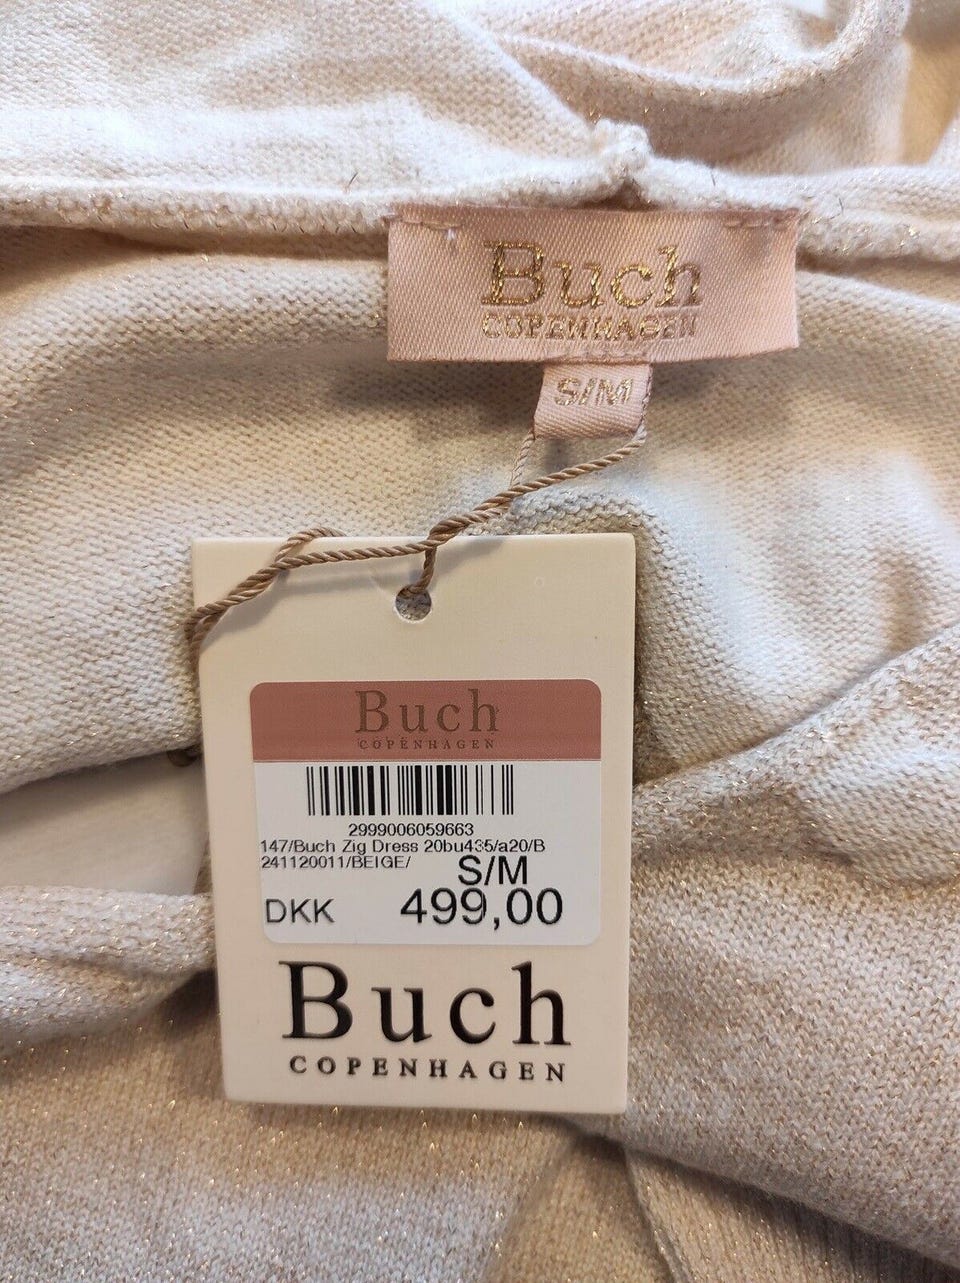 Buch
COPENHAGEN
S/M
Buch
COPENHAGEN
2999006059663
147/Buch Zig Dress 20bu435/a20/B
241120011/BEIGE/ S/M
DKK 499,00
Buch
COPENHAGEN